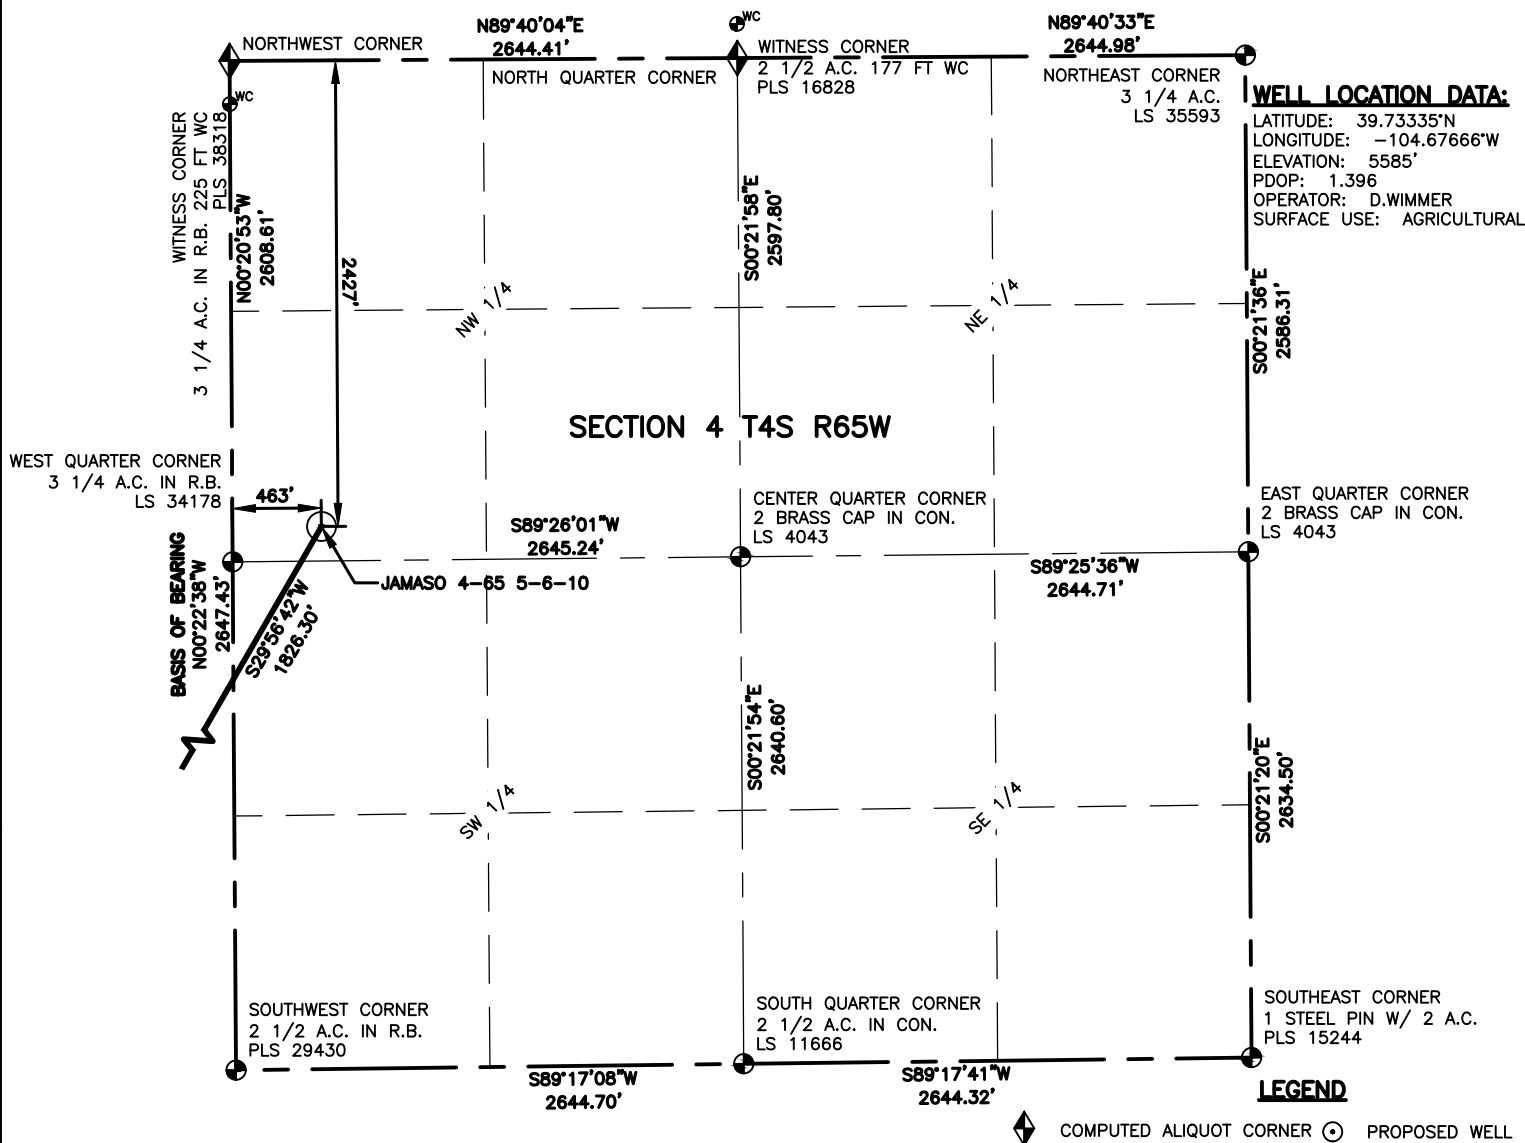 WC
N89°40'04"E
2644.41'
N89°40'33"E
2644.98'
NORTHWEST CORNER
NORTH QUARTER CORNER
WITNESS CORNER
2 1/2 A.C. 177 FT WC
PLS 16828
NORTHEAST CORNER
3 1/4 A.C.
LS 35593
WELL LOCATION DATA:
LATITUDE: 39.73335°N
LONGITUDE: -104.67666°W
ELEVATION: 5585'
PDOP: 1.396
OPERATOR: D.WIMMER
SURFACE USE: AGRICULTURAL
WC
WITNESS CORNER
3 1/4 A.C. IN R.B. 225 FT WC
PLS 38318
N00°20'53"W
2608.61'
2427'
S00°21'58"E
2597.80'
S00°21'36"E
2586.31'
NW 1/4
NE 1/4
SECTION 4 T4S R65W
WEST QUARTER CORNER
3 1/4 A.C. IN R.B.
LS 34178
463'
CENTER QUARTER CORNER
2 BRASS CAP IN CON.
LS 4043
EAST QUARTER CORNER
2 BRASS CAP IN CON.
LS 4043
S89°26'01"W
2645.24'
S89°25'36"W
2644.71'
JAMASO 4-65 5-6-10
BASIS OF BEARING
N00°22'38"W
2647.43'
S29°56'42"W
1826.30'
S00°21'54"E
2640.60'
S00°21'20"E
2634.50'
SW 1/4
SE 1/4
SOUTHWEST CORNER
2 1/2 A.C. IN R.B.
PLS 29430
SOUTH QUARTER CORNER
2 1/2 A.C. IN CON.
LS 11666
SOUTHEAST CORNER
1 STEEL PIN W/ 2 A.C.
PLS 15244
S89°17'08"W
2644.70'
S89°17'41"W
2644.32'
LEGEND
COMPUTED ALIQUOT CORNER
PROPOSED WELL